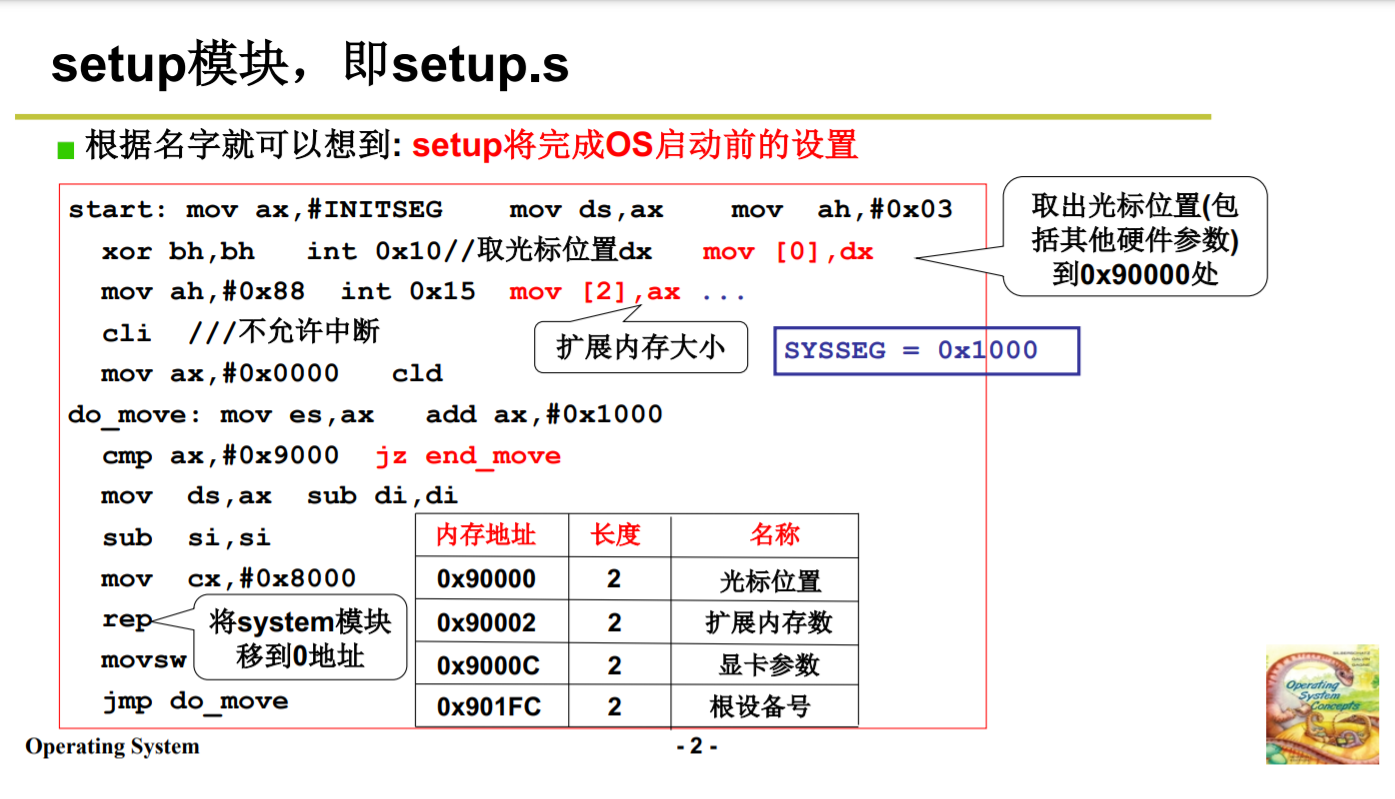 setup模块，即setup.s
根据名字就可以想到: setup将完成OS启动前的设置
start: mov ax,#INITSEG mov ds,ax mov ah,#0x03
xor bh,bh int 0x10//取光标位置dx mov [0],dx
mov ah,#0x88 int 0x15 mov [2],ax ...
cli ///不允许中断
mov ax,#0x0000 cld
do_move: mov es,ax add ax,#0x1000
cmp ax,#0x9000 jz end_move
mov ds,ax sub di,di
sub si,si
mov cx,#0x8000
rep
movsw
jmp do_move
取出光标位置(包
括其他硬件参数)
到0x90000处
扩展内存大小
SYSSEG = 0x1000
将system模块
移到0地址
内存地址 长度 名称
0x90000 2 光标位置
0x90002 2 扩展内存数
0x9000C 2 显卡参数
0x901FC 2 根设备号
Operating System
- 2 -
Operating
System
Concepts